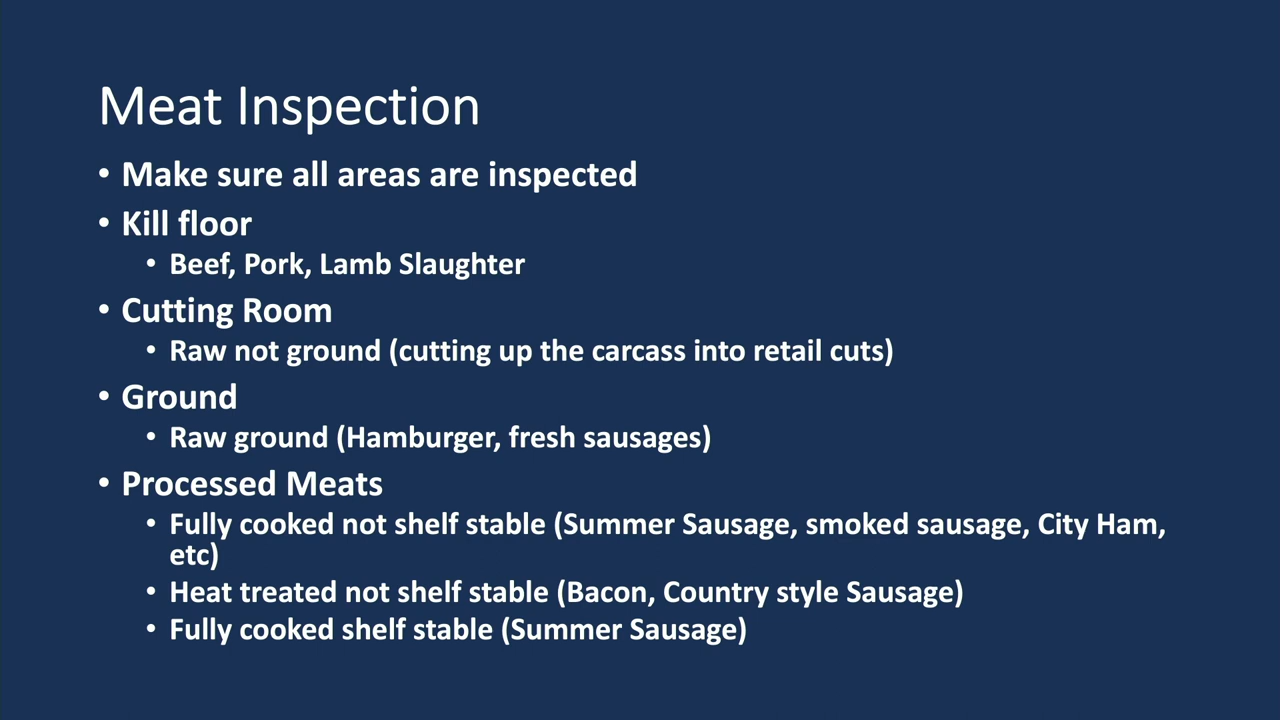 Meat Inspection
• Make sure all areas are inspected
• Kill floor
• Beef, Pork, Lamb Slaughter
• Cutting Room
• Raw not ground (cutting up the carcass into retail cuts)
• Ground
• Raw ground (Hamburger, fresh sausages)
• Processed Meats
• Fully cooked not shelf stable (Summer Sausage, smoked sausage, City Ham,
etc)
• Heat treated not shelf stable (Bacon, Country style Sausage)
• Fully cooked shelf stable (Summer Sausage)